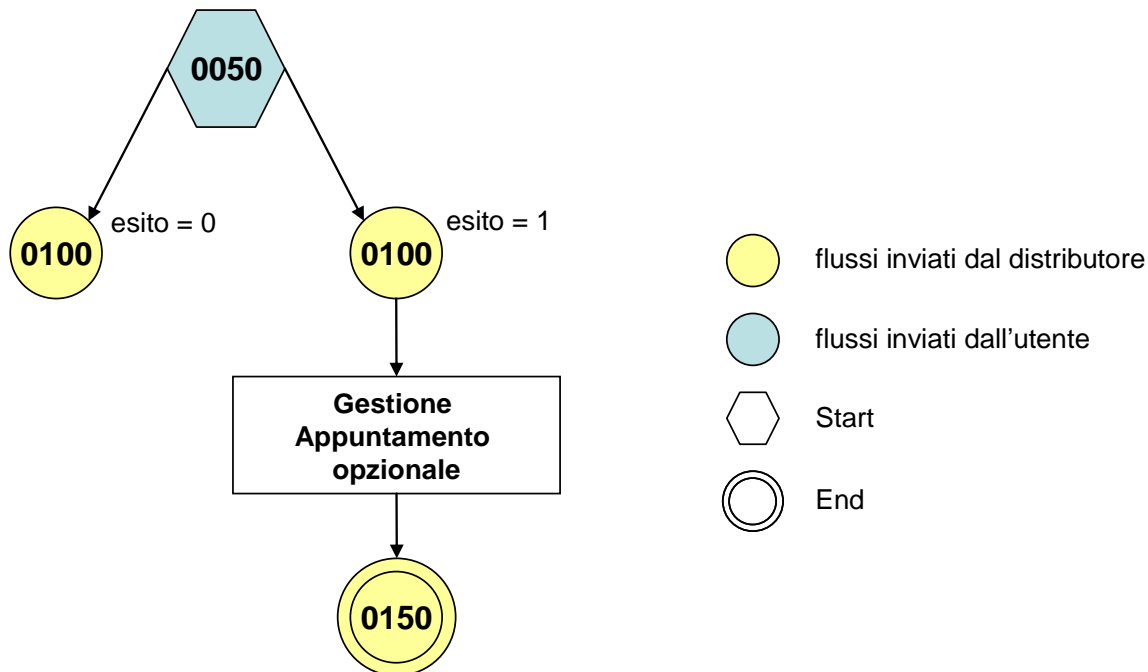 0050
esito = 0
esito = 1
0100
0100
Gestione
Appuntamento
opzionale
0150
flussi inviati dal distributore
flussi inviati dall'utente
Start
End